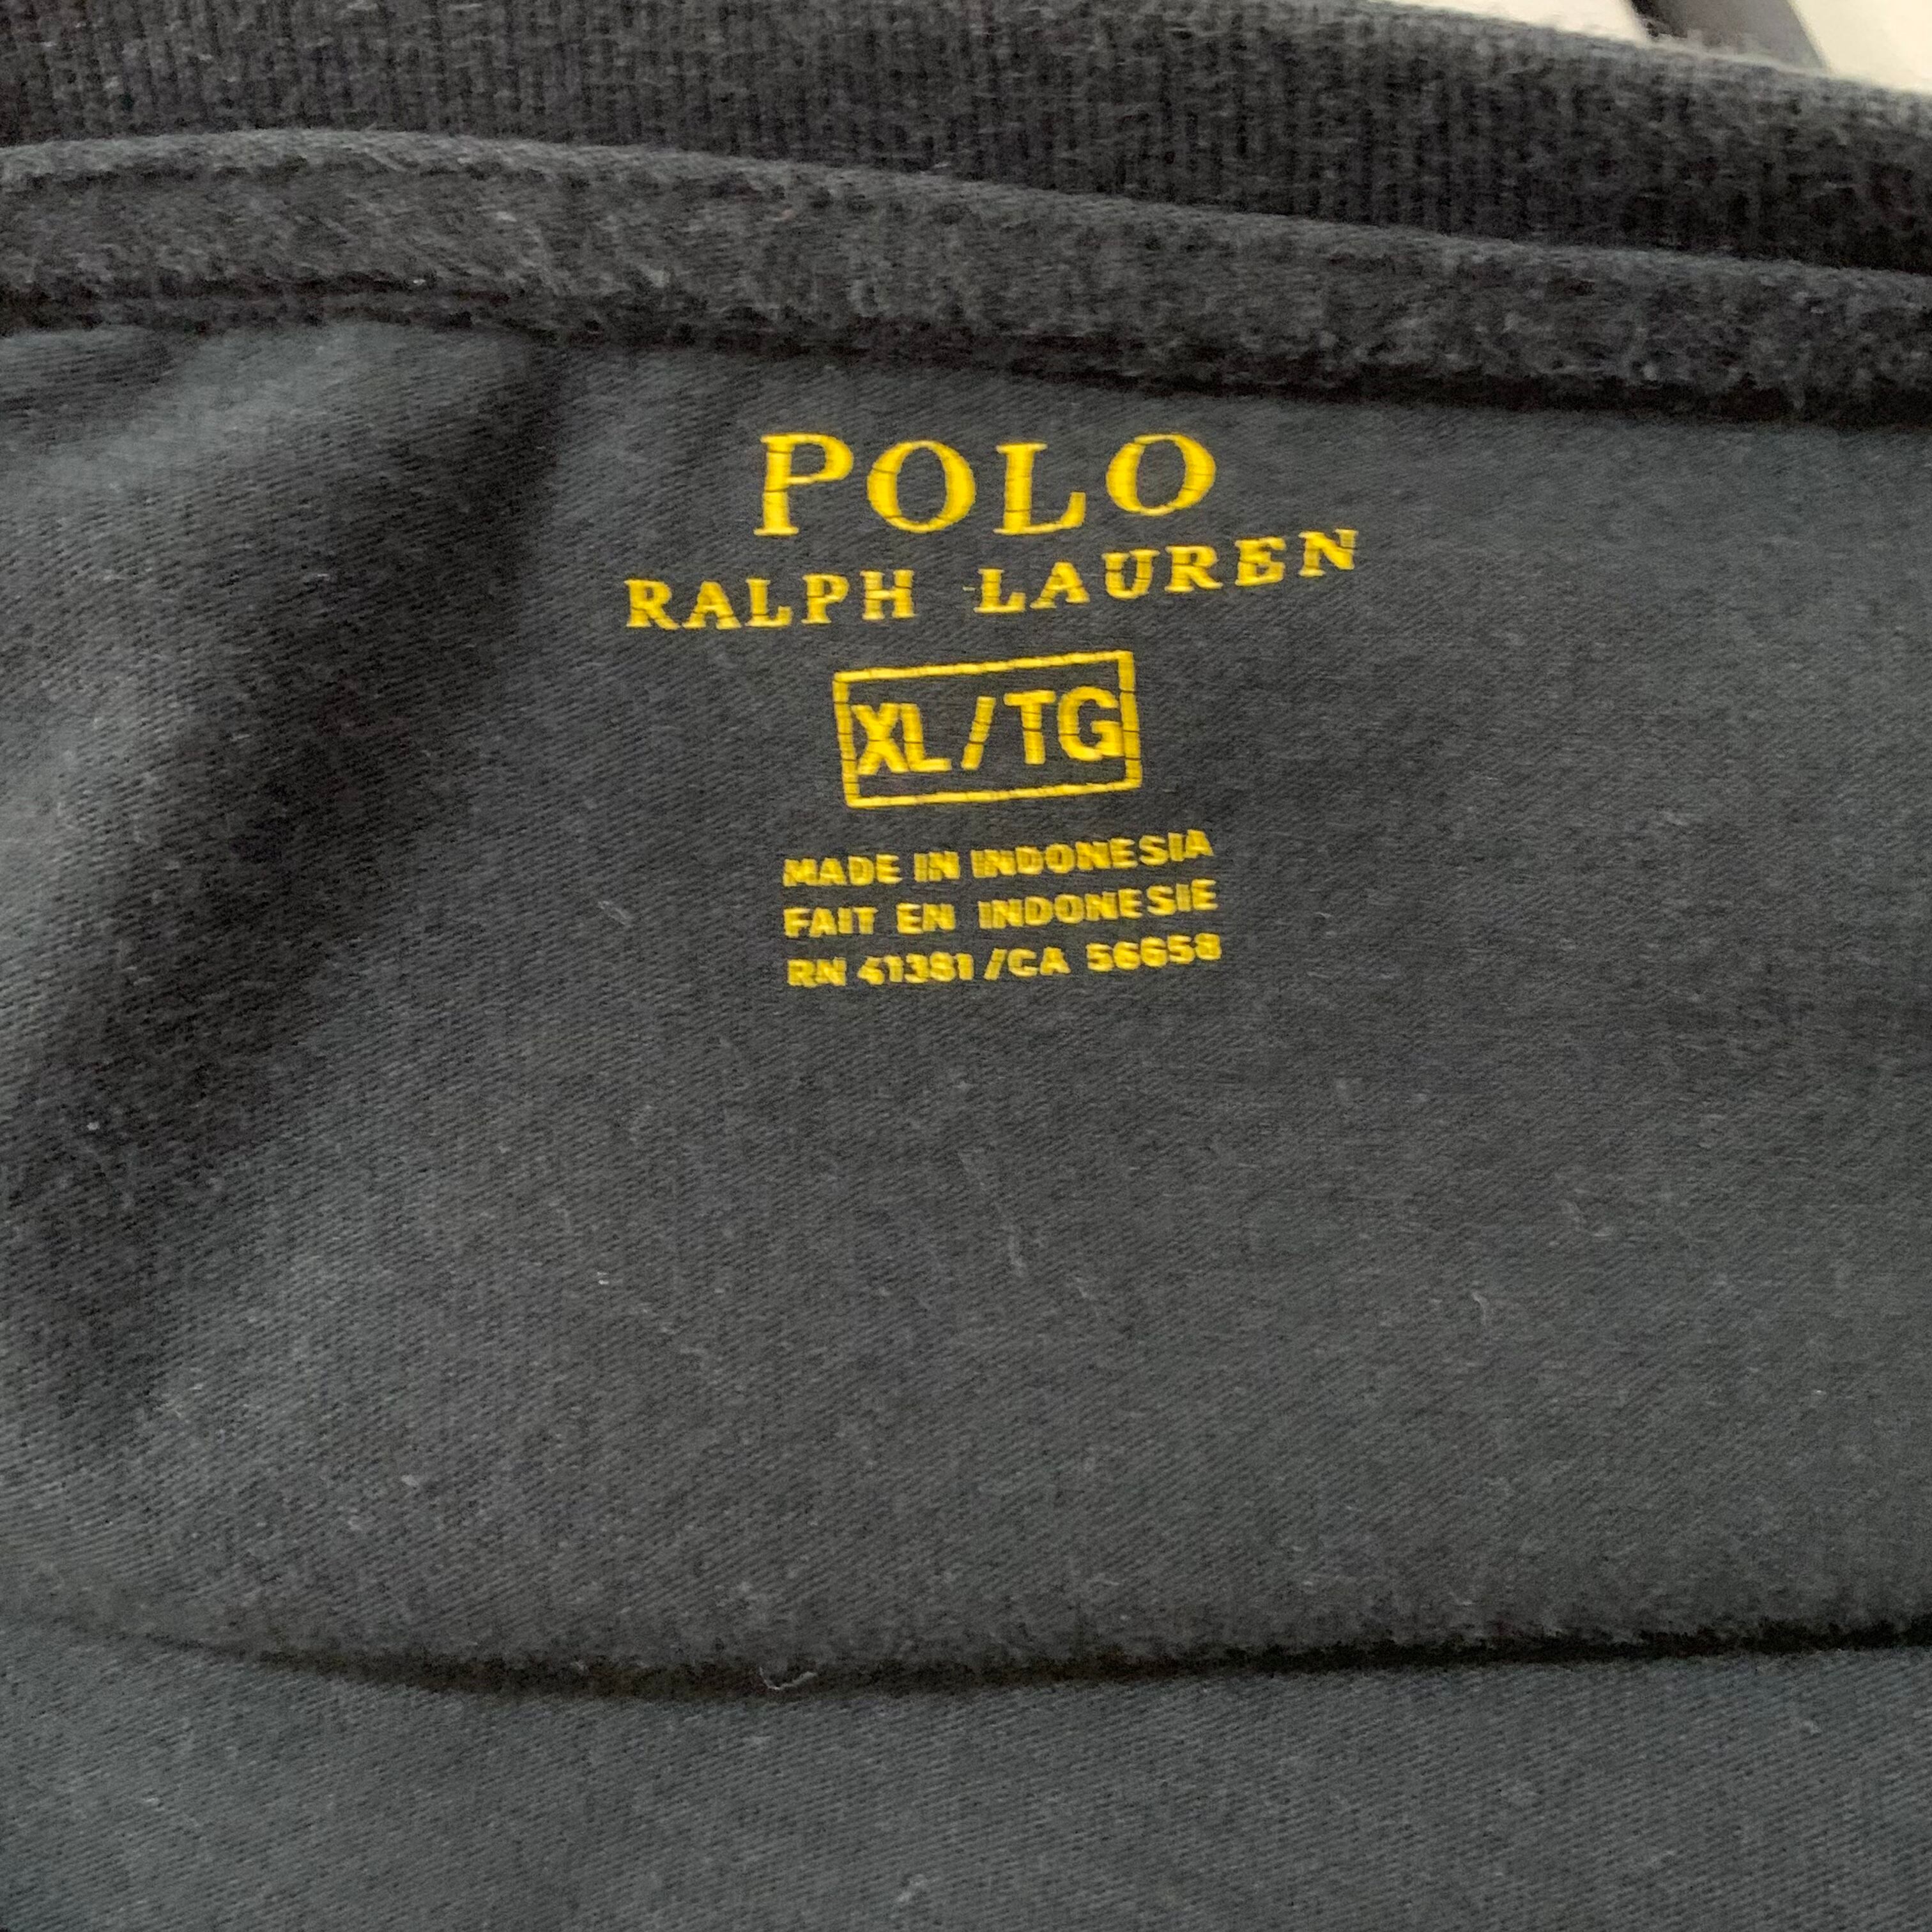 POLO
RALPH LAUREN
XL/TG
MADE IN INDONESIA
FAIT EN INDONESIE
RN 41381/CA 56658